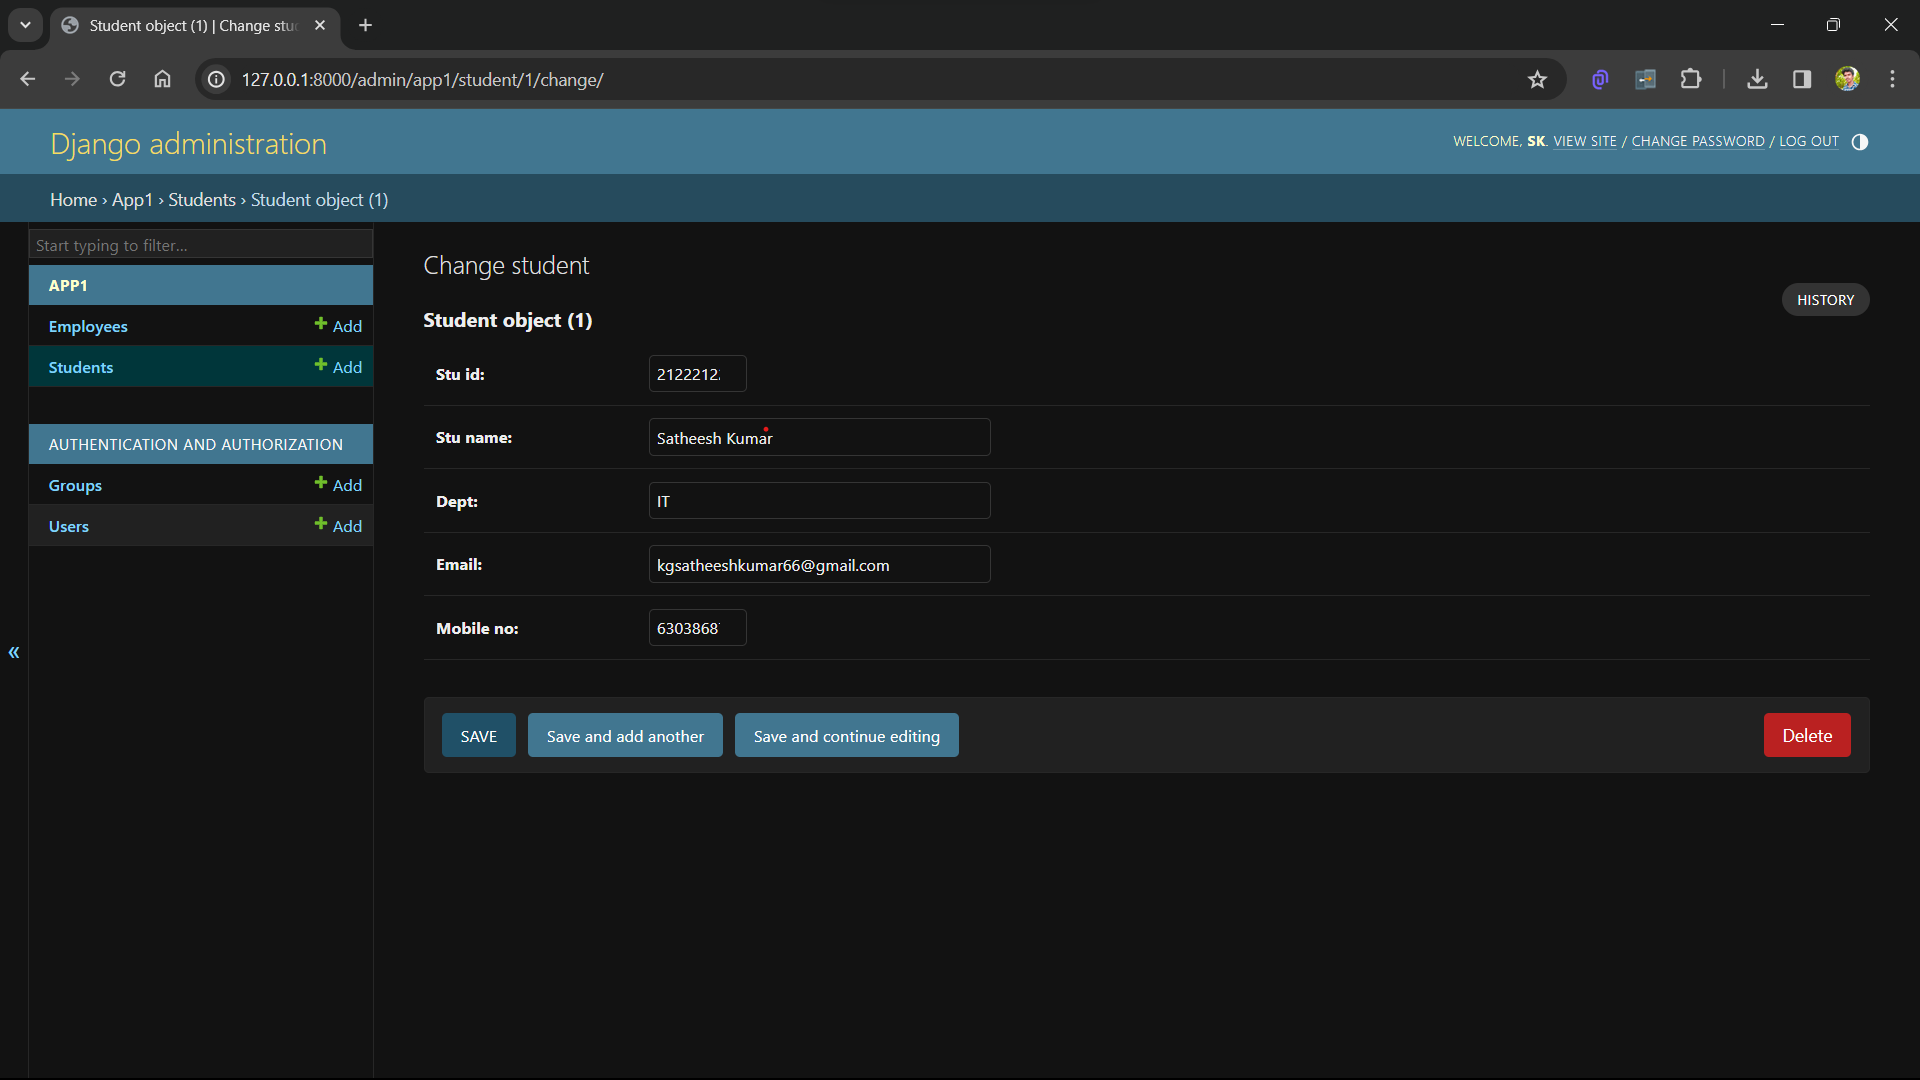 Student object (1) | Change stu
127.0.0.1:8000/admin/app1/student/1/change/
Django administration
WELCOME, SK. VIEW SITE / CHANGE PASSWORD / LOG OUT
Home › App1 › Students › Student object (1)
Start typing to filter...
APP1
Employees + Add
Students + Add
AUTHENTICATION AND AUTHORIZATION
Groups + Add
Users + Add
«
Change student
HISTORY
Student object (1)
Stu id: 2122212
Stu name: Satheesh Kumar
Dept: IT
Email: kgsatheeshkumar66@gmail.com
Mobile no: 6303868
SAVE
Save and add another
Save and continue editing
Delete